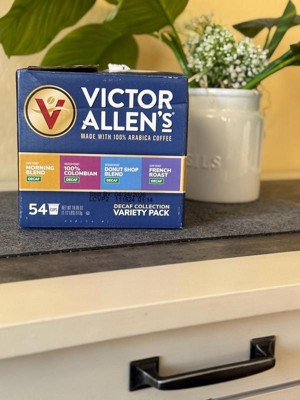 V
VICTOR
ALLEN'S®
MADE WITH 100% ARABICA COFFEE
MORNING
BLEND
DECAF
100%
COLOMBIAN
DECAF
DONUT SHOP
BLEND
DECAF
FRENCH
ROAST
DECAF
54
DECAF COLLECTION
VARIETY PACK